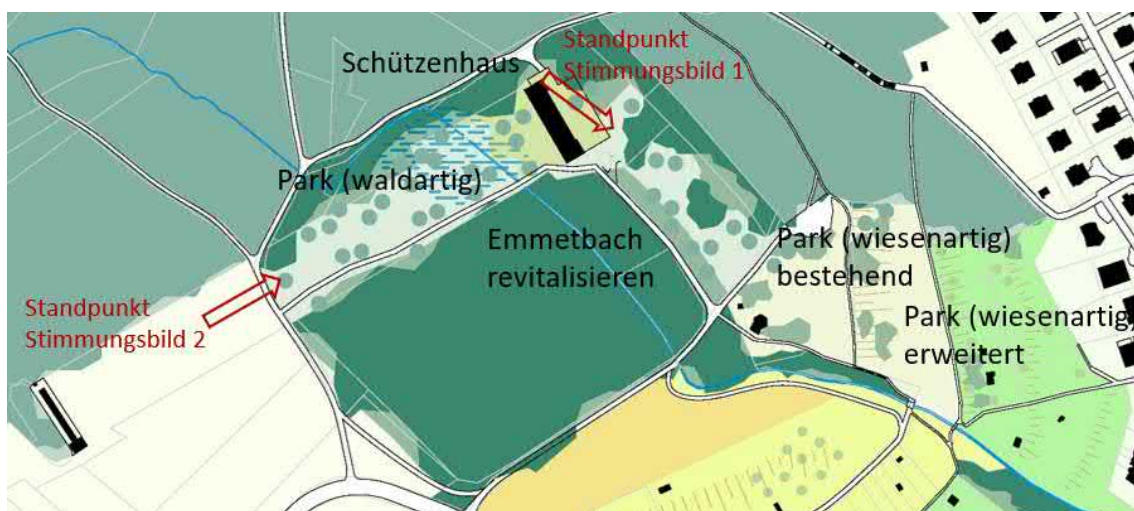 Schützenhaus
Standpunkt
Stimmungsbild 1
Park (waldartig)
Emmetbach
revitalisieren
Park (wiesenartig)
bestehend
Standpunkt
Stimmungsbild 2
Park (wiesenartig)
erweitert